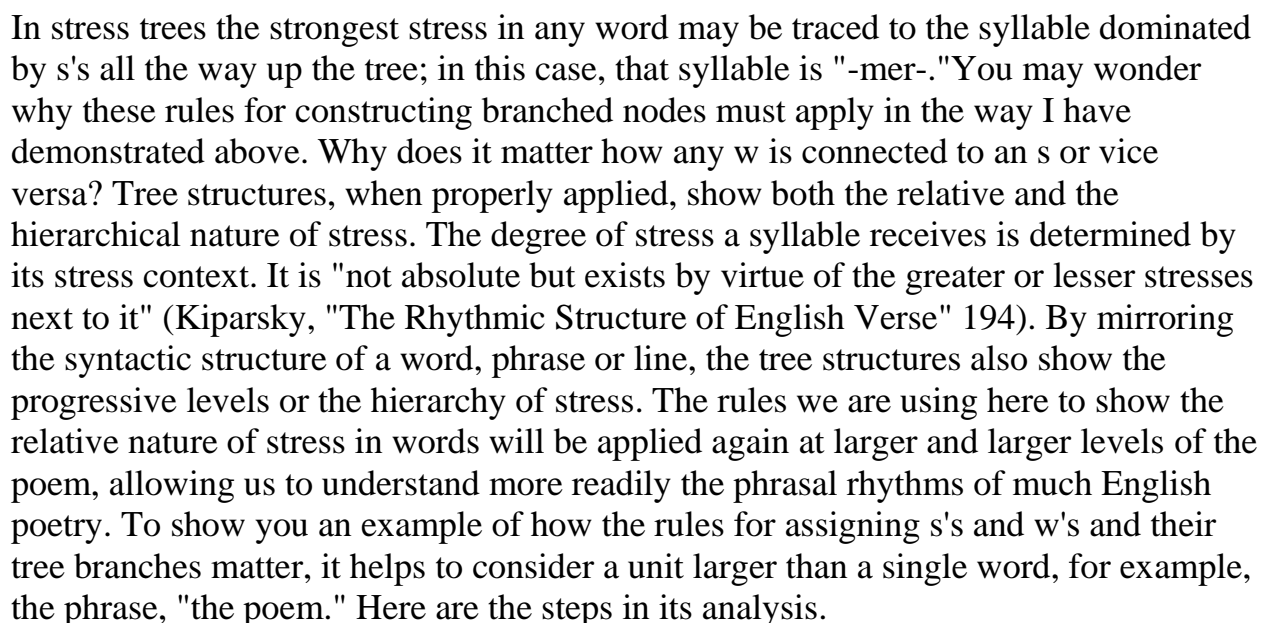 In stress trees the strongest stress in any word may be traced to the syllable dominated
by s's all the way up the tree; in this case, that syllable is "-mer-."You may wonder
why these rules for constructing branched nodes must apply in the way I have
demonstrated above. Why does it matter how any w is connected to an s or vice
versa? Tree structures, when properly applied, show both the relative and the
hierarchical nature of stress. The degree of stress a syllable receives is determined by
its stress context. It is "not absolute but exists by virtue of the greater or lesser stresses
next to it" (Kiparsky, "The Rhythmic Structure of English Verse" 194). By mirroring
the syntactic structure of a word, phrase or line, the tree structures also show the
progressive levels or the hierarchy of stress. The rules we are using here to show the
relative nature of stress in words will be applied again at larger and larger levels of the
poem, allowing us to understand more readily the phrasal rhythms of much English
poetry. To show you an example of how the rules for assigning s's and w's and their
tree branches matter, it helps to consider a unit larger than a single word, for example,
the phrase, "the poem." Here are the steps in its analysis.